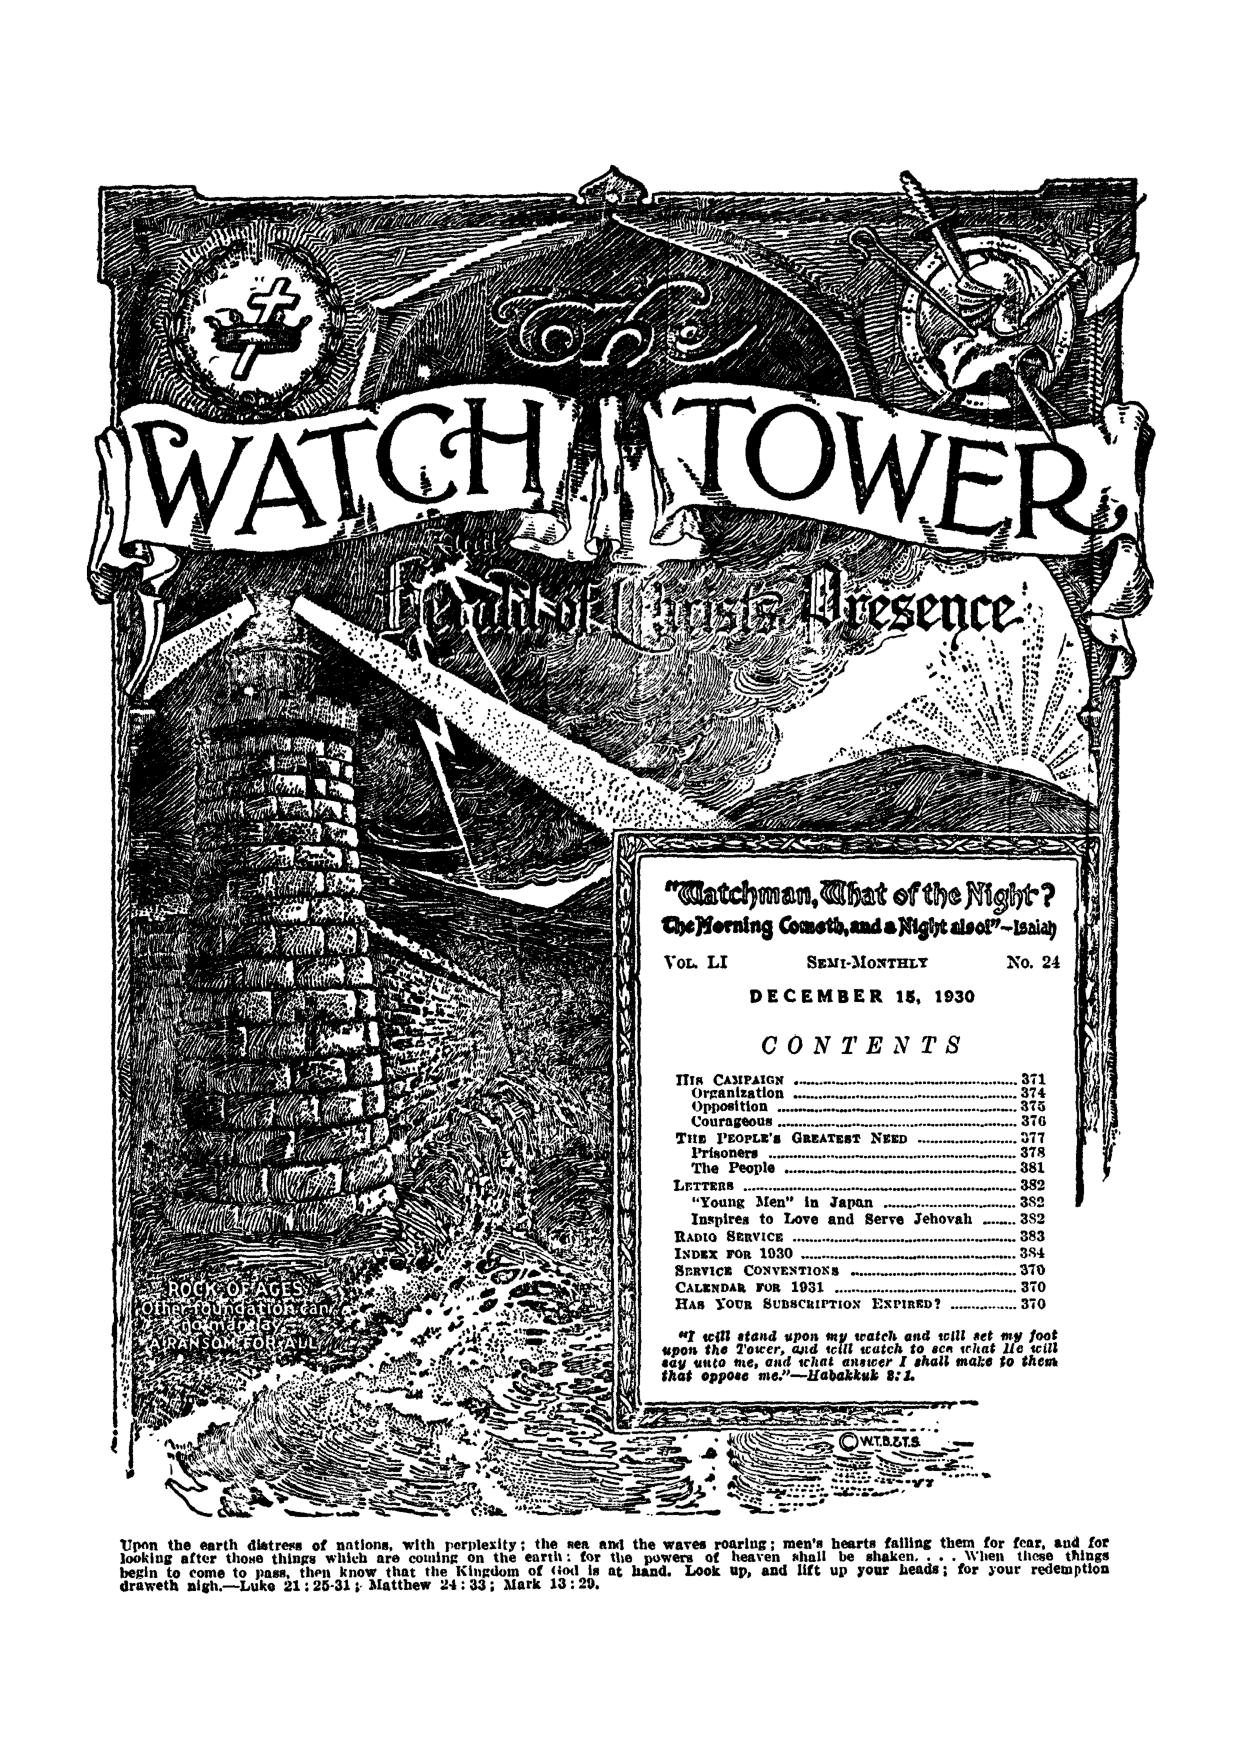 The
WATCH TOWER
And
Herald of Christs Presence
"Watchman, What of the Night?
The Morning Cometh, and a Night also!"—Isaiah
VOL. LI SEMI-MONTHLY No. 24
DECEMBER 15, 1930
CONTENTS
HIS CAMPAIGN 371
Organization 374
Opposition 375
Courageous 376
THE PEOPLE'S GREATEST NEED 377
Prisoners 378
The People 381
LETTERS 382
"Young Men" in Japan 382
Inspires to Love and Serve Jehovah 382
RADIO SERVICE 383
INDEX FOR 1930 384
SERVICE CONVENTIONS 370
CALENDAR FOR 1931 370
HAS YOUR SUBSCRIPTION EXPIRED? 370
"I will stand upon my watch and will set my foot
upon the Tower, and will watch to see what He will
say unto me, and what answer I shall make to them
that oppose me."—Habakkuk 2:1.
ROCK OF AGES
Other foundation can
no man lay
A RANSOM FOR ALL
©W.T.B.&T.S.
Upon the earth distress of nations, with perplexity; the sea and the waves roaring; men's hearts failing them for fear, and for
looking after those things which are coming on the earth: for the powers of heaven shall be shaken. . . . When these things
begin to come to pass, then know that the Kingdom of God is at hand. Look up, and lift up your heads; for your redemption
draweth nigh.—Luke 21:25-31; Matthew 24:33; Mark 13:29.